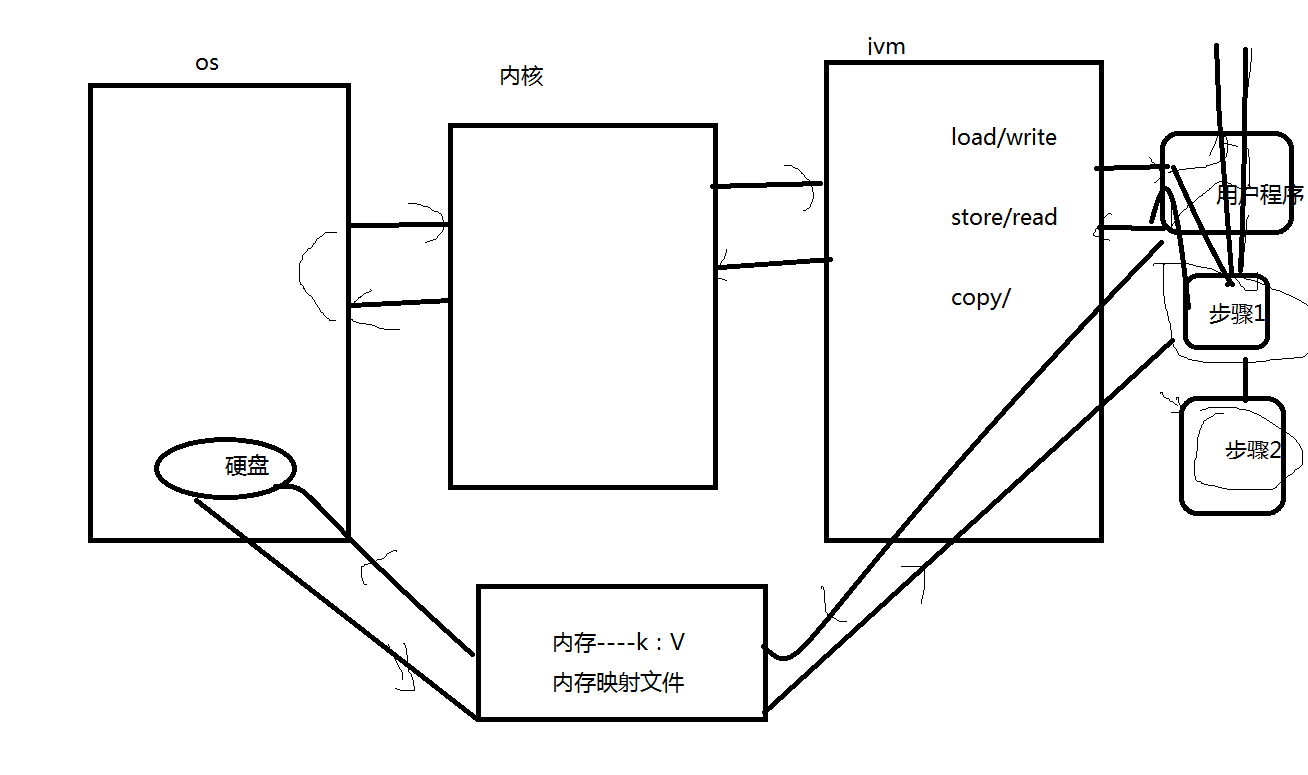 os
内核
jvm
load/write
store/read
copy/
用户程序
步骤1
步骤2
硬盘
内存----k：V
内存映射文件